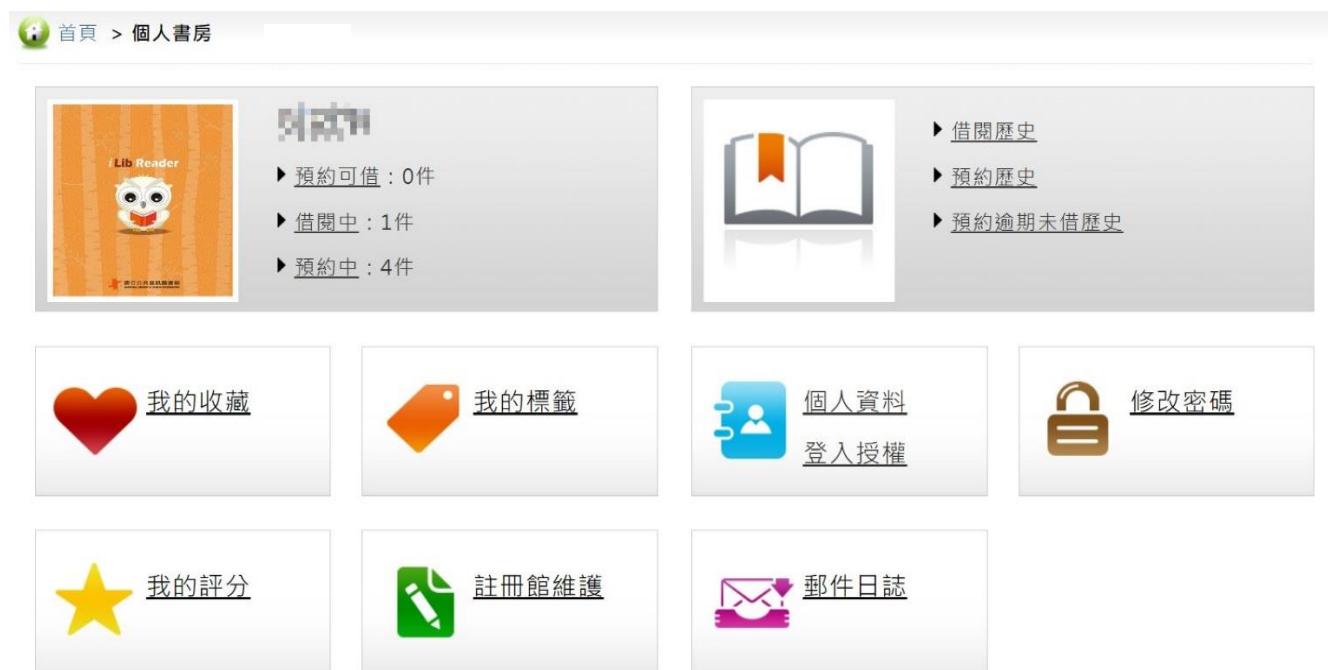 首頁 > 個人書房
iLib Reader
預約可借：0件
借閱中：1件
預約中：4件
借閱歷史
預約歷史
預約逾期未借歷史
我的收藏
我的標籤
個人資料
登入授權
修改密碼
我的評分
註冊館維護
郵件日誌